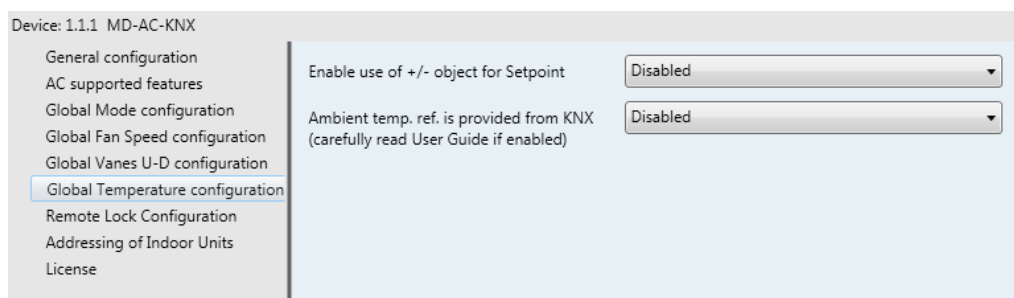 Device: 1.1.1 MD-AC-KNX
General configuration
AC supported features
Global Mode configuration
Global Fan Speed configuration
Global Vanes U-D configuration
Global Temperature configuration
Remote Lock Configuration
Addressing of Indoor Units
License
Enable use of +/- object for Setpoint
Disabled
Ambient temp. ref. is provided from KNX
(carefully read User Guide if enabled)
Disabled